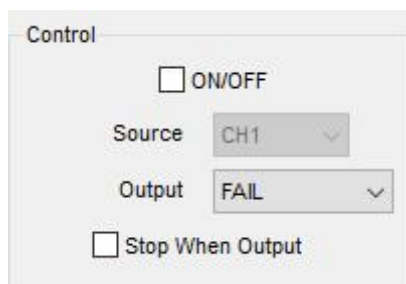 Control
ON/OFF
Source CH1
Output FAIL
Stop When Output